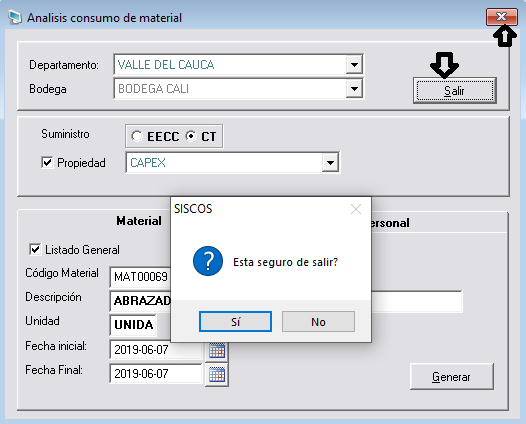 Analisis consumo de material
Departamento: VALLE DEL CAUCA
Bodega BODEGA CALI
Salir
Suministro EECC CT
Propiedad CAPEX
SISCOS
Esta seguro de salir?
Sí No
Material
Listado General
Código Material MAT00069
Descripción ABRAZAD
Unidad UNIDA
Fecha inicial: 2019-06-07
Fecha Final: 2019-06-07
Generar